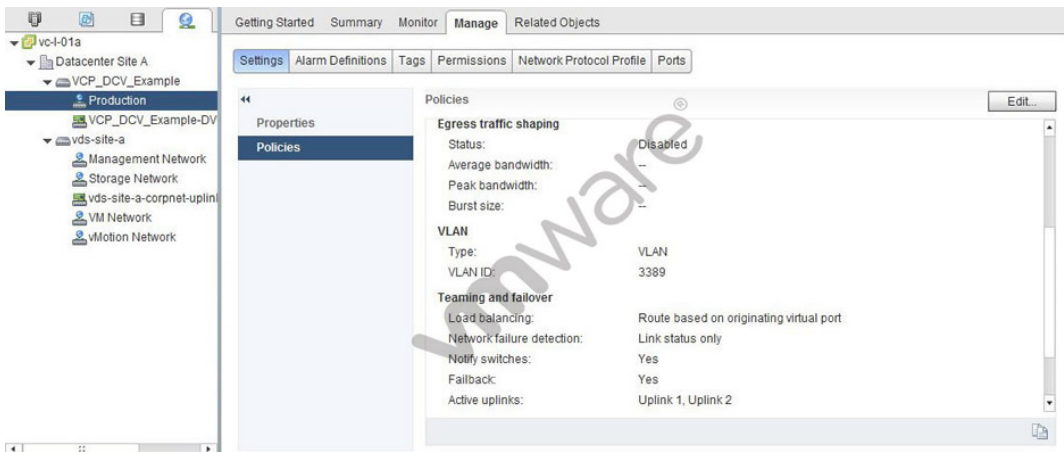 vc-l-01a
Datacenter Site A
VCP_DCV_Example
Production
VCP_DCV_Example-DV
vds-site-a
Management Network
Storage Network
vds-site-a-corpnet-uplinl
VM Network
vMotion Network
Getting Started Summary Monitor Manage Related Objects
Settings Alarm Definitions Tags Permissions Network Protocol Profile Ports
Properties
Policies
Policies
Edit...
Egress traffic shaping
Status: Disabled
Average bandwidth: --
Peak bandwidth: --
Burst size: --
VLAN
Type: VLAN
VLAN ID: 3389
Teaming and failover
Load balancing: Route based on originating virtual port
Network failure detection: Link status only
Notify switches: Yes
Failback: Yes
Active uplinks: Uplink 1, Uplink 2
vmware